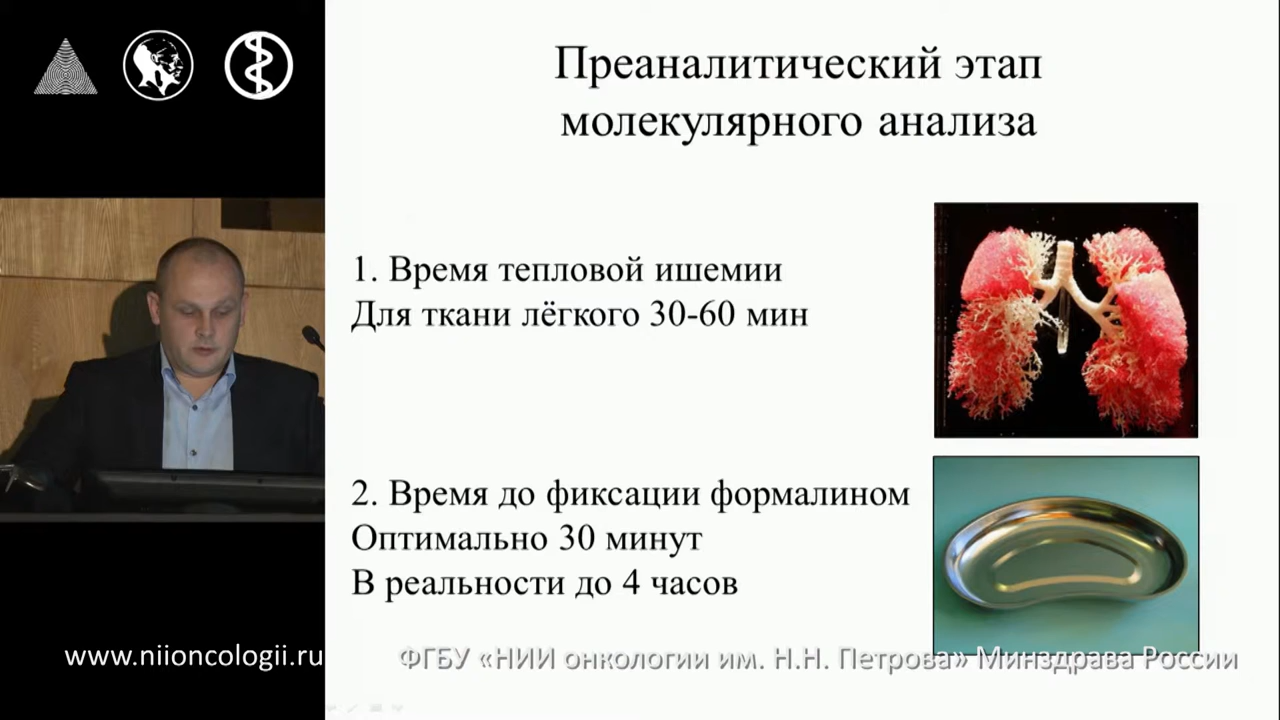 Преаналитический этап
молекулярного анализа
1. Время тепловой ишемии
Для ткани лёгкого 30-60 мин
2. Время до фиксации формалином
Оптимально 30 минут
В реальности до 4 часов
www.niioncologii.ru
ФГБУ «НИИ онкологии им. Н.Н. Петрова» Минздрава России